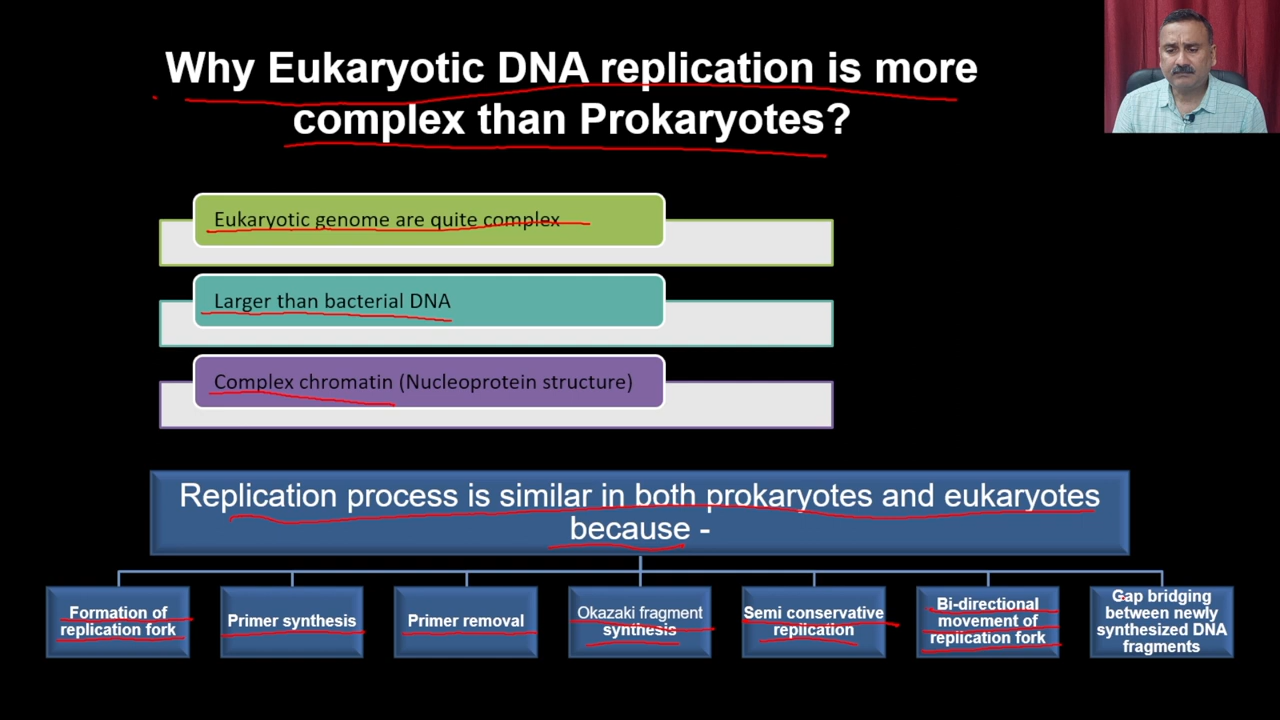 Why Eukaryotic DNA replication is more
complex than Prokaryotes?
Eukaryotic genome are quite complex
Larger than bacterial DNA
Complex chromatin (Nucleoprotein structure)
Replication process is similar in both prokaryotes and eukaryotes
because -
Formation of
replication fork
Primer synthesis
Primer removal
Okazaki fragment
synthesis
Semi conservative
replication
Bi-directional
movement of
replication fork
Gap bridging
between newly
synthesized DNA
fragments